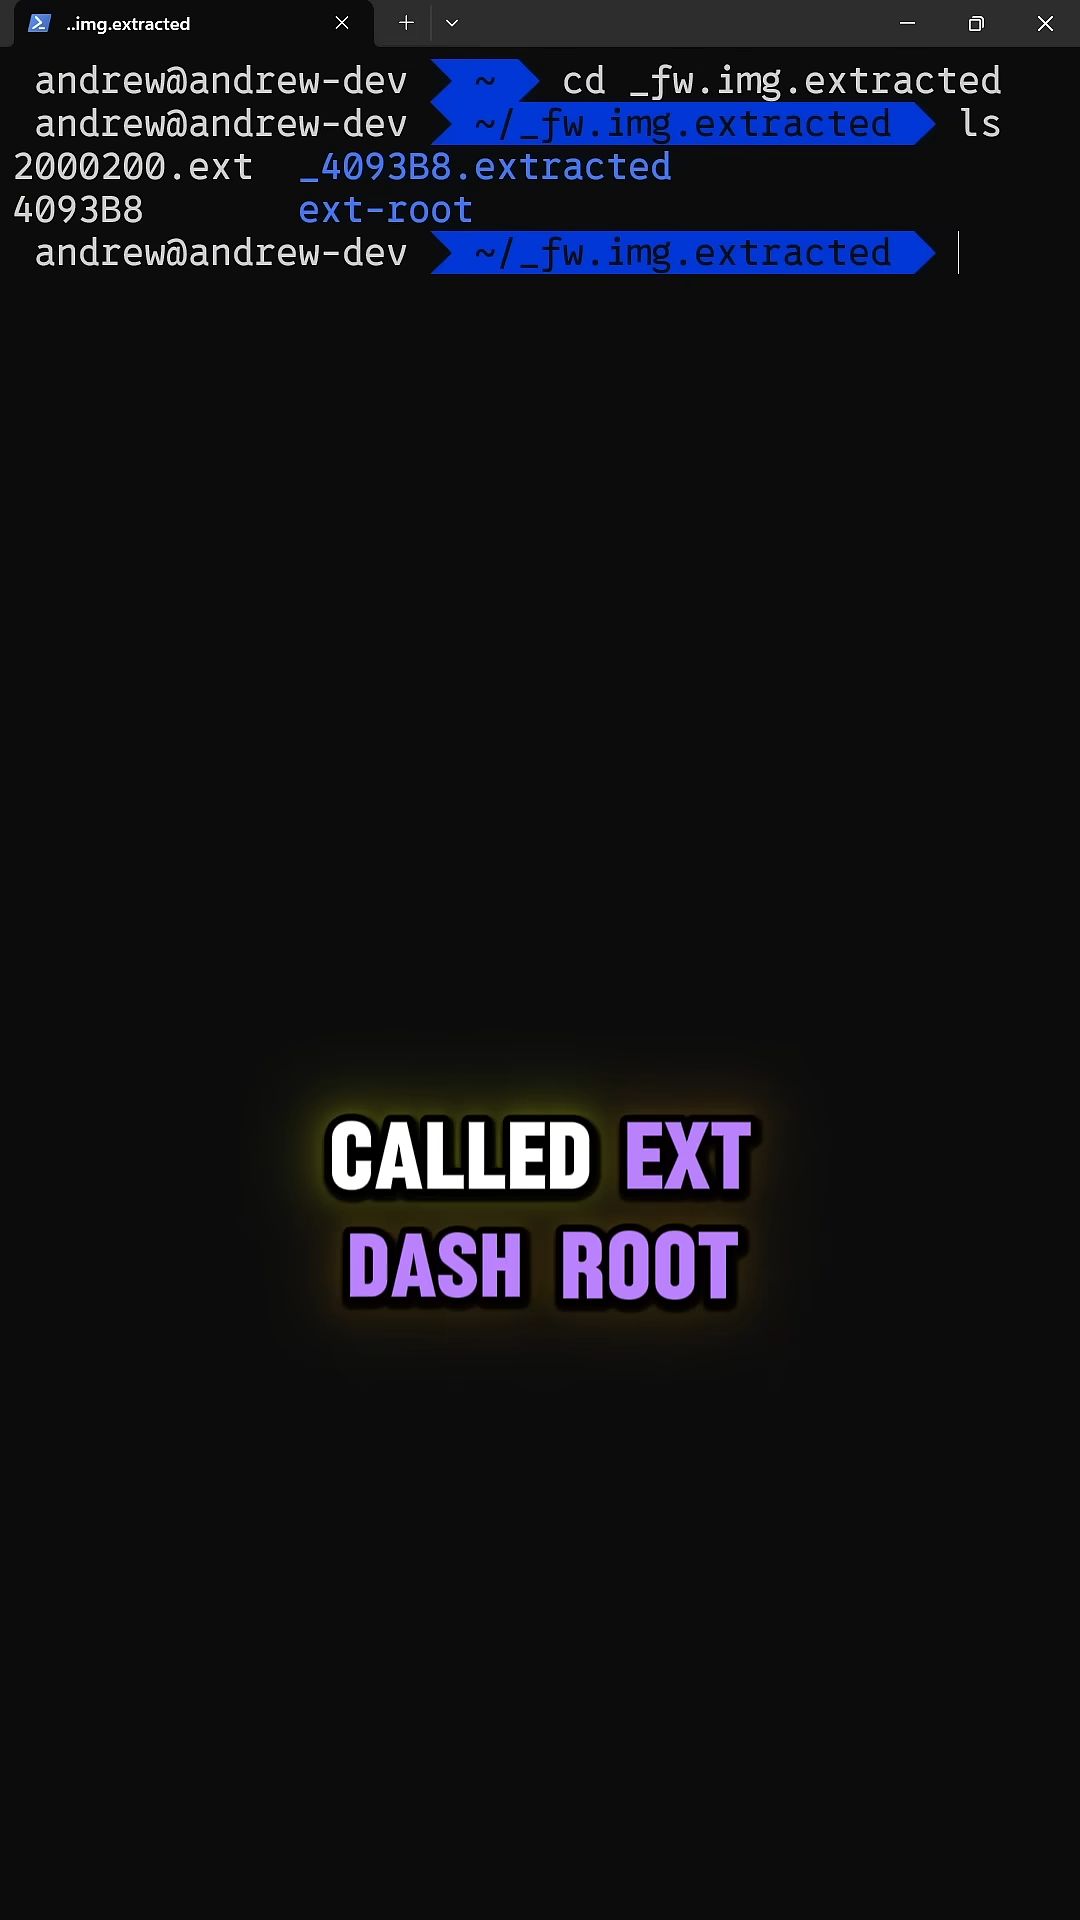 ..img.extracted
andrew@andrew-dev ~ cd _fw.img.extracted
andrew@andrew-dev ~/_fw.img.extracted ls
2000200.ext _4093B8.extracted
4093B8 ext-root
andrew@andrew-dev ~/_fw.img.extracted
CALLED EXT
DASH ROOT